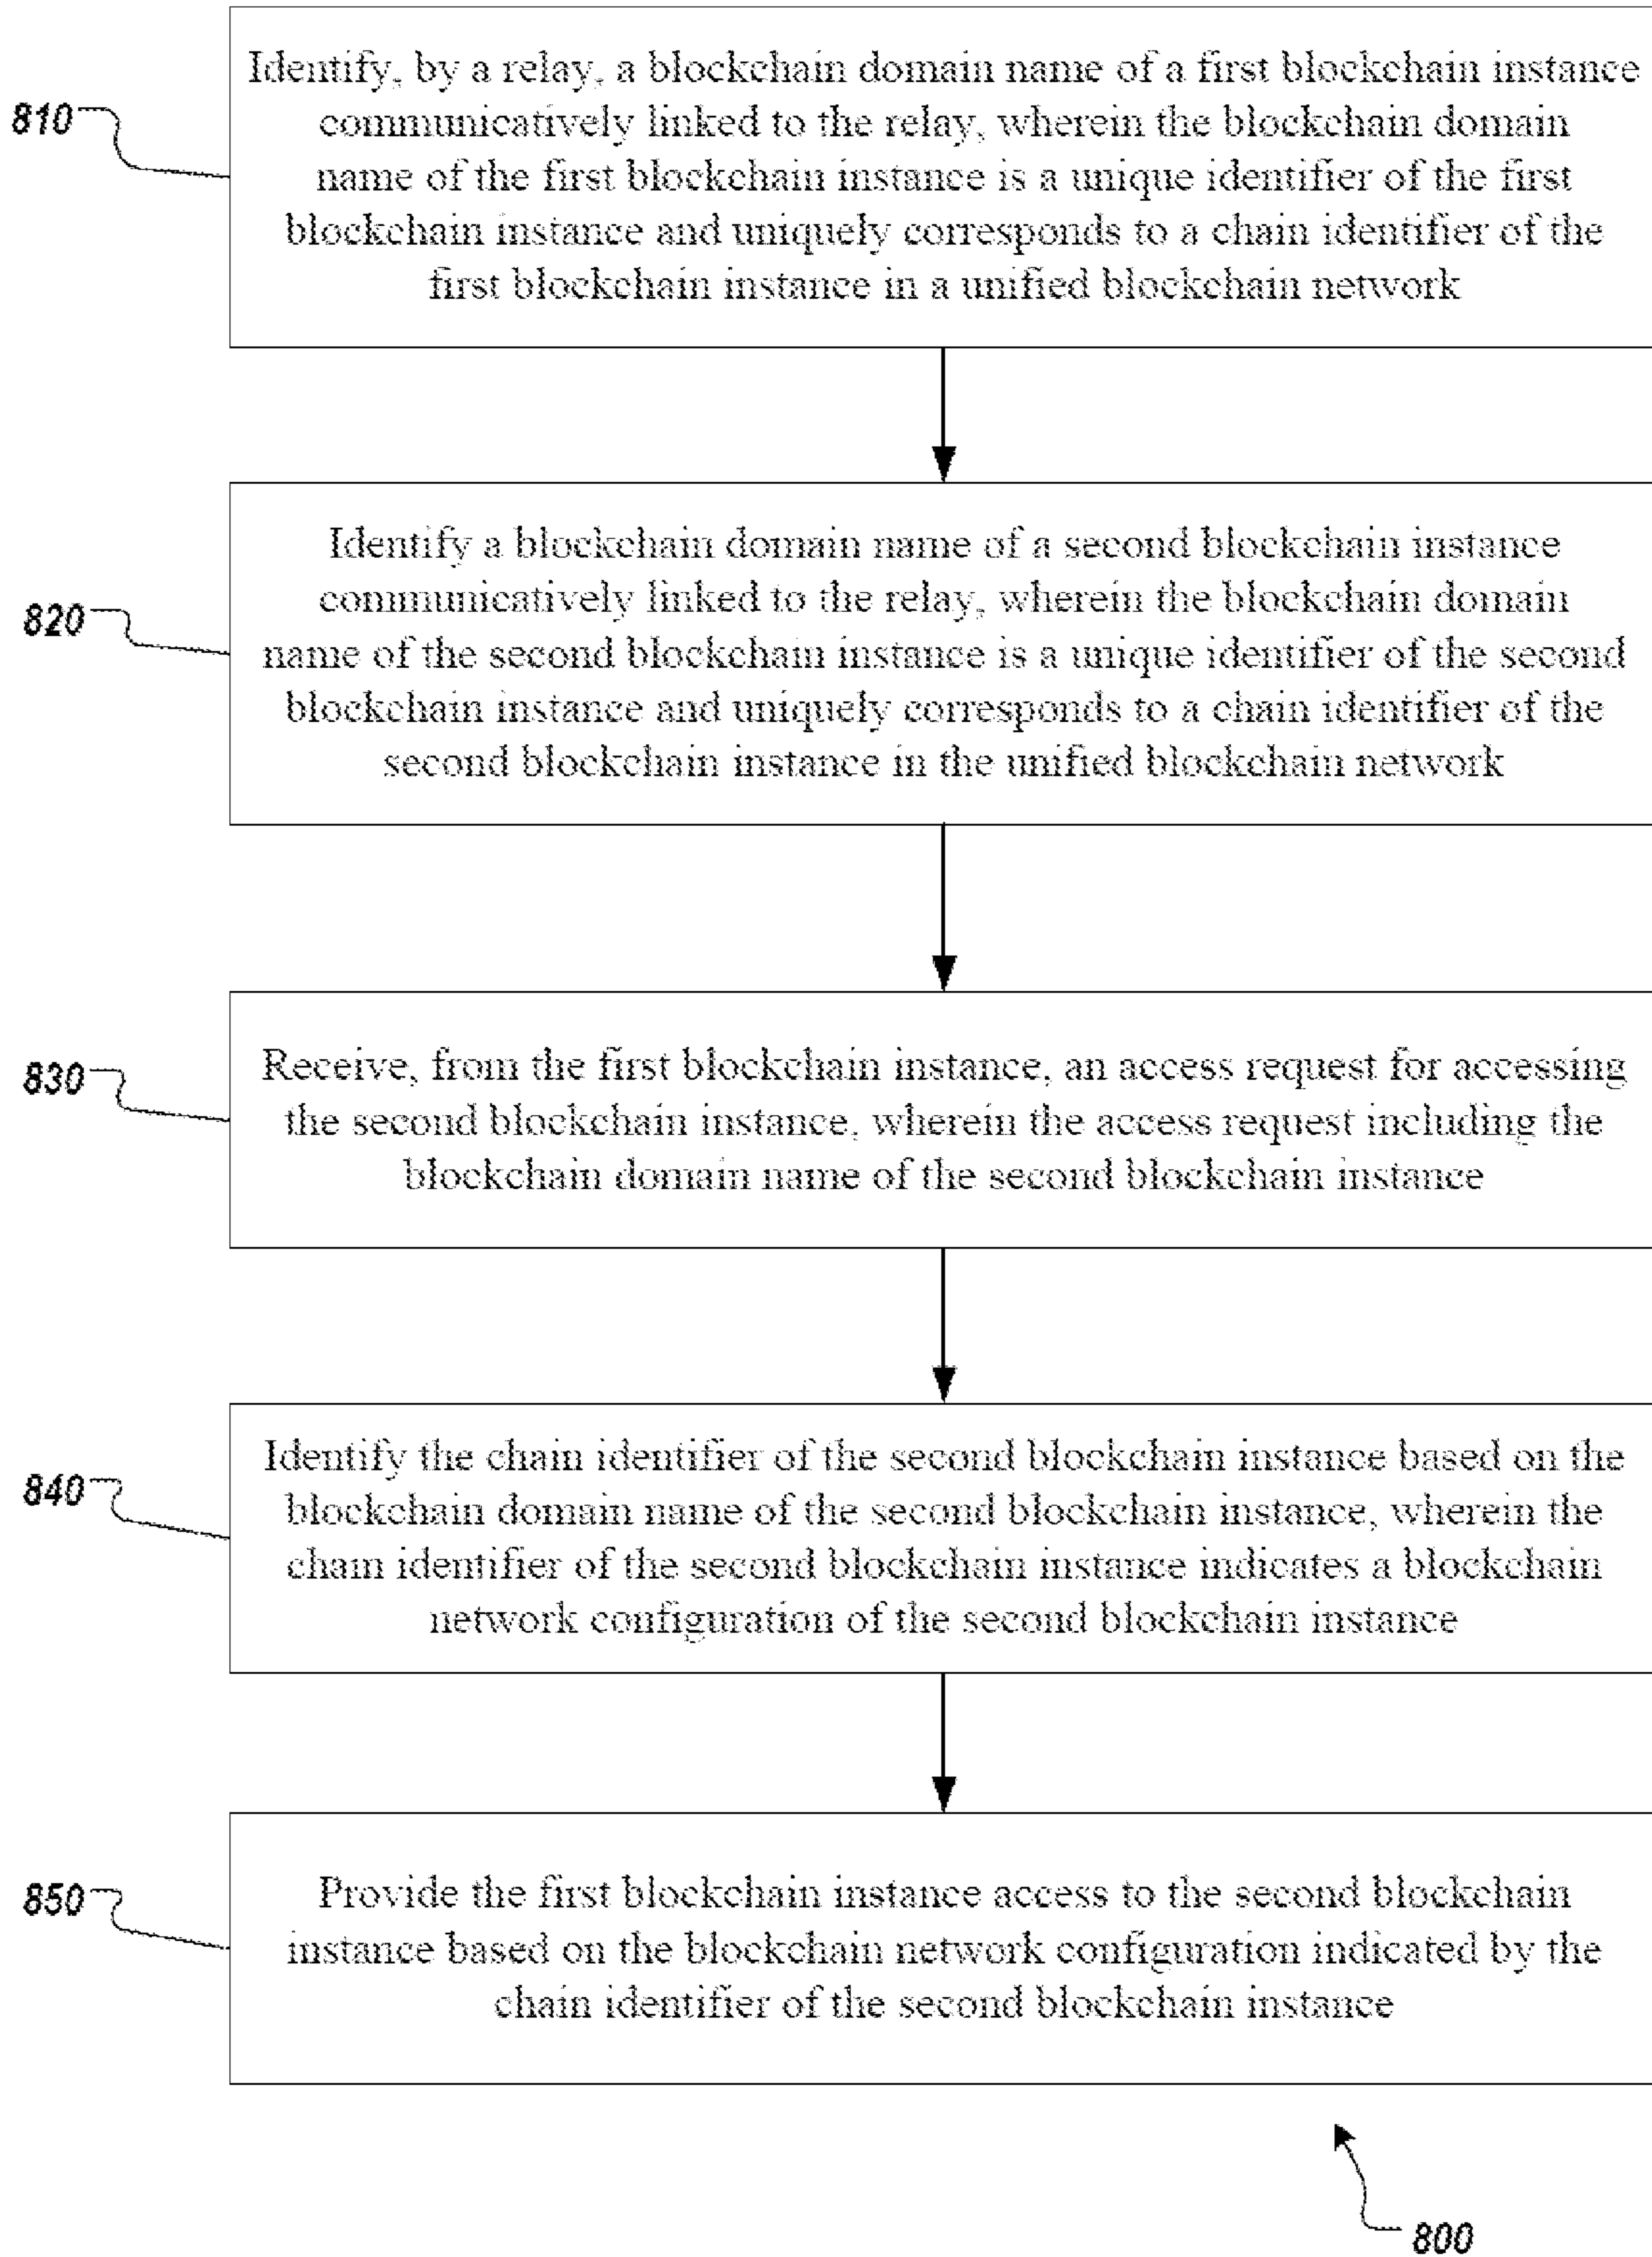 810
Identify, by a relay, a blockchain domain name of a first blockchain instance
communicatively linked to the relay, wherein the blockchain domain
name of the first blockchain instance is a unique identifier of the first
blockchain instance and uniquely corresponds to a chain identifier of the
first blockchain instance in a unified blockchain network
820
Identify a blockchain domain name of a second blockchain instance
communicatively linked to the relay, wherein the blockchain domain
name of the second blockchain instance is a unique identifier of the second
blockchain instance and uniquely corresponds to a chain identifier of the
second blockchain instance in the unified blockchain network
830
Receive, from the first blockchain instance, an access request for accessing
the second blockchain instance, wherein the access request including the
blockchain domain name of the second blockchain instance
840
Identify the chain identifier of the second blockchain instance based on the
blockchain domain name of the second blockchain instance, wherein the
chain identifier of the second blockchain instance indicates a blockchain
network configuration of the second blockchain instance
850
Provide the first blockchain instance access to the second blockchain
instance based on the blockchain network configuration indicated by the
chain identifier of the second blockchain instance
800